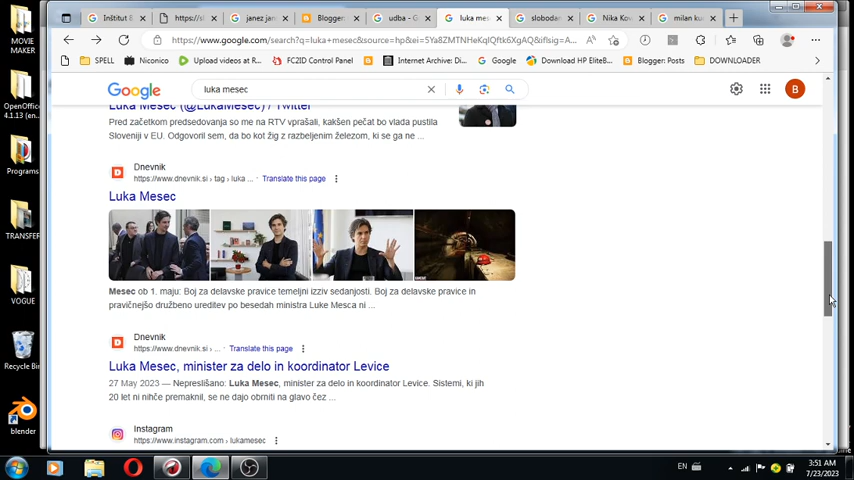 MOVIE
MAKER
OpenOffice
4.1.13 (en...
Programs
TRANSFER
VOGUE
Recycle Bin
blender
Inštitut 8
https://sl
janez jan
Blogger:
udba - G
luka mes
slobodan
Nika Kov
milan ku
https://www.google.com/search?q=luka+mesec&source=hp&ei=
SPELL
Niconico
Upload videos at R...
FC2ID Control Panel
Internet Archive: Di...
Google
Download HP EliteB...
Blogger: Posts
DOWNLOADER
Google
luka mesec
B
Luka Mesec (@LukaMesec) / Twitter
Pred začetkom predsedovanja so me na RTV vprašali, kakšen pečat bo vlada pustila
Sloveniji v EU. Odgovoril sem, da bo kot žig z razbeljenim železom, ki se ga ne ...
Dnevnik
https://www.dnevnik.si › tag › luka ... · Translate this page
Luka Mesec
Mesec ob 1. maju: Boj za delavske pravice temeljni izziv sedanjosti. Boj za delavske pravice in
pravičnejšo družbeno ureditev po besedah ministra Luke Mesca ni ...
Dnevnik
https://www.dnevnik.si › ... · Translate this page
Luka Mesec, minister za delo in koordinator Levice
27 May 2023 — Neprešlišano: Luka Mesec, minister za delo in koordinator Levice. Sistemi, ki jih
20 let ni nihče premaknil, se ne dajo obrniti na glavo čez ...
Instagram
https://www.instagram.com › lukamesec
EN
3:51 AM
7/23/2023